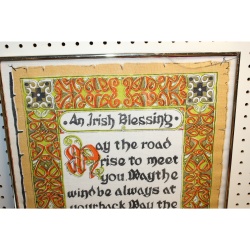 An Irish Blessing
May the road
rise to meet
you. May the
wind be always at
your back. May the